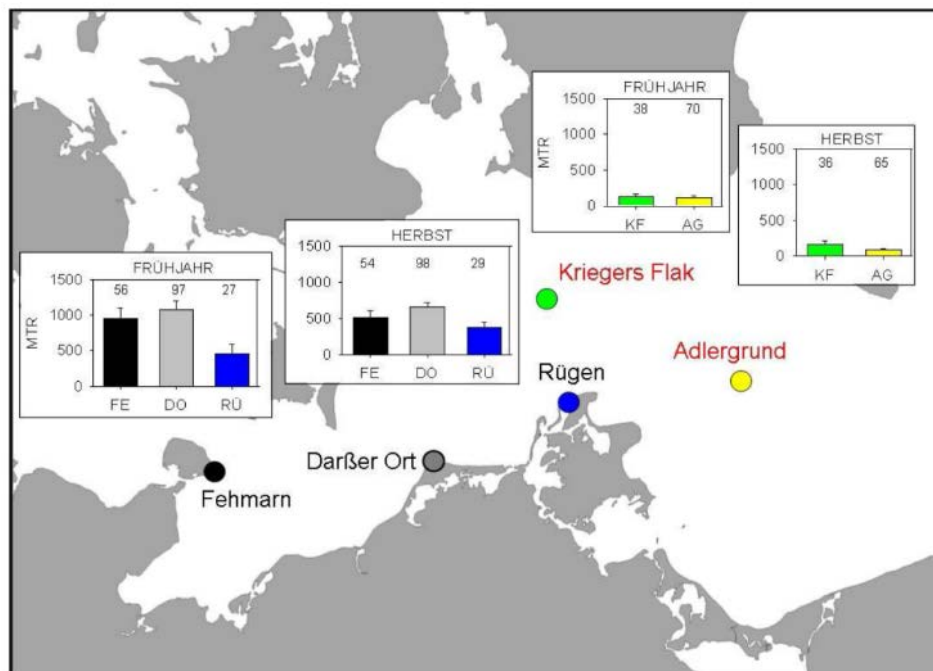 FRÜHJAHR
1500
38 70
1000
MTR
500
0
KF AG
HERBST
1500
36 65
1000
500
0
KF AG
HERBST
1500
54 98 29
1000
500
0
FE DO RÜ
FRÜHJAHR
1500
56 97 27
1000
MTR
500
0
FE DO RÜ
Kriegers Flak
Adlergrund
Rügen
Darßer Ort
Fehmarn